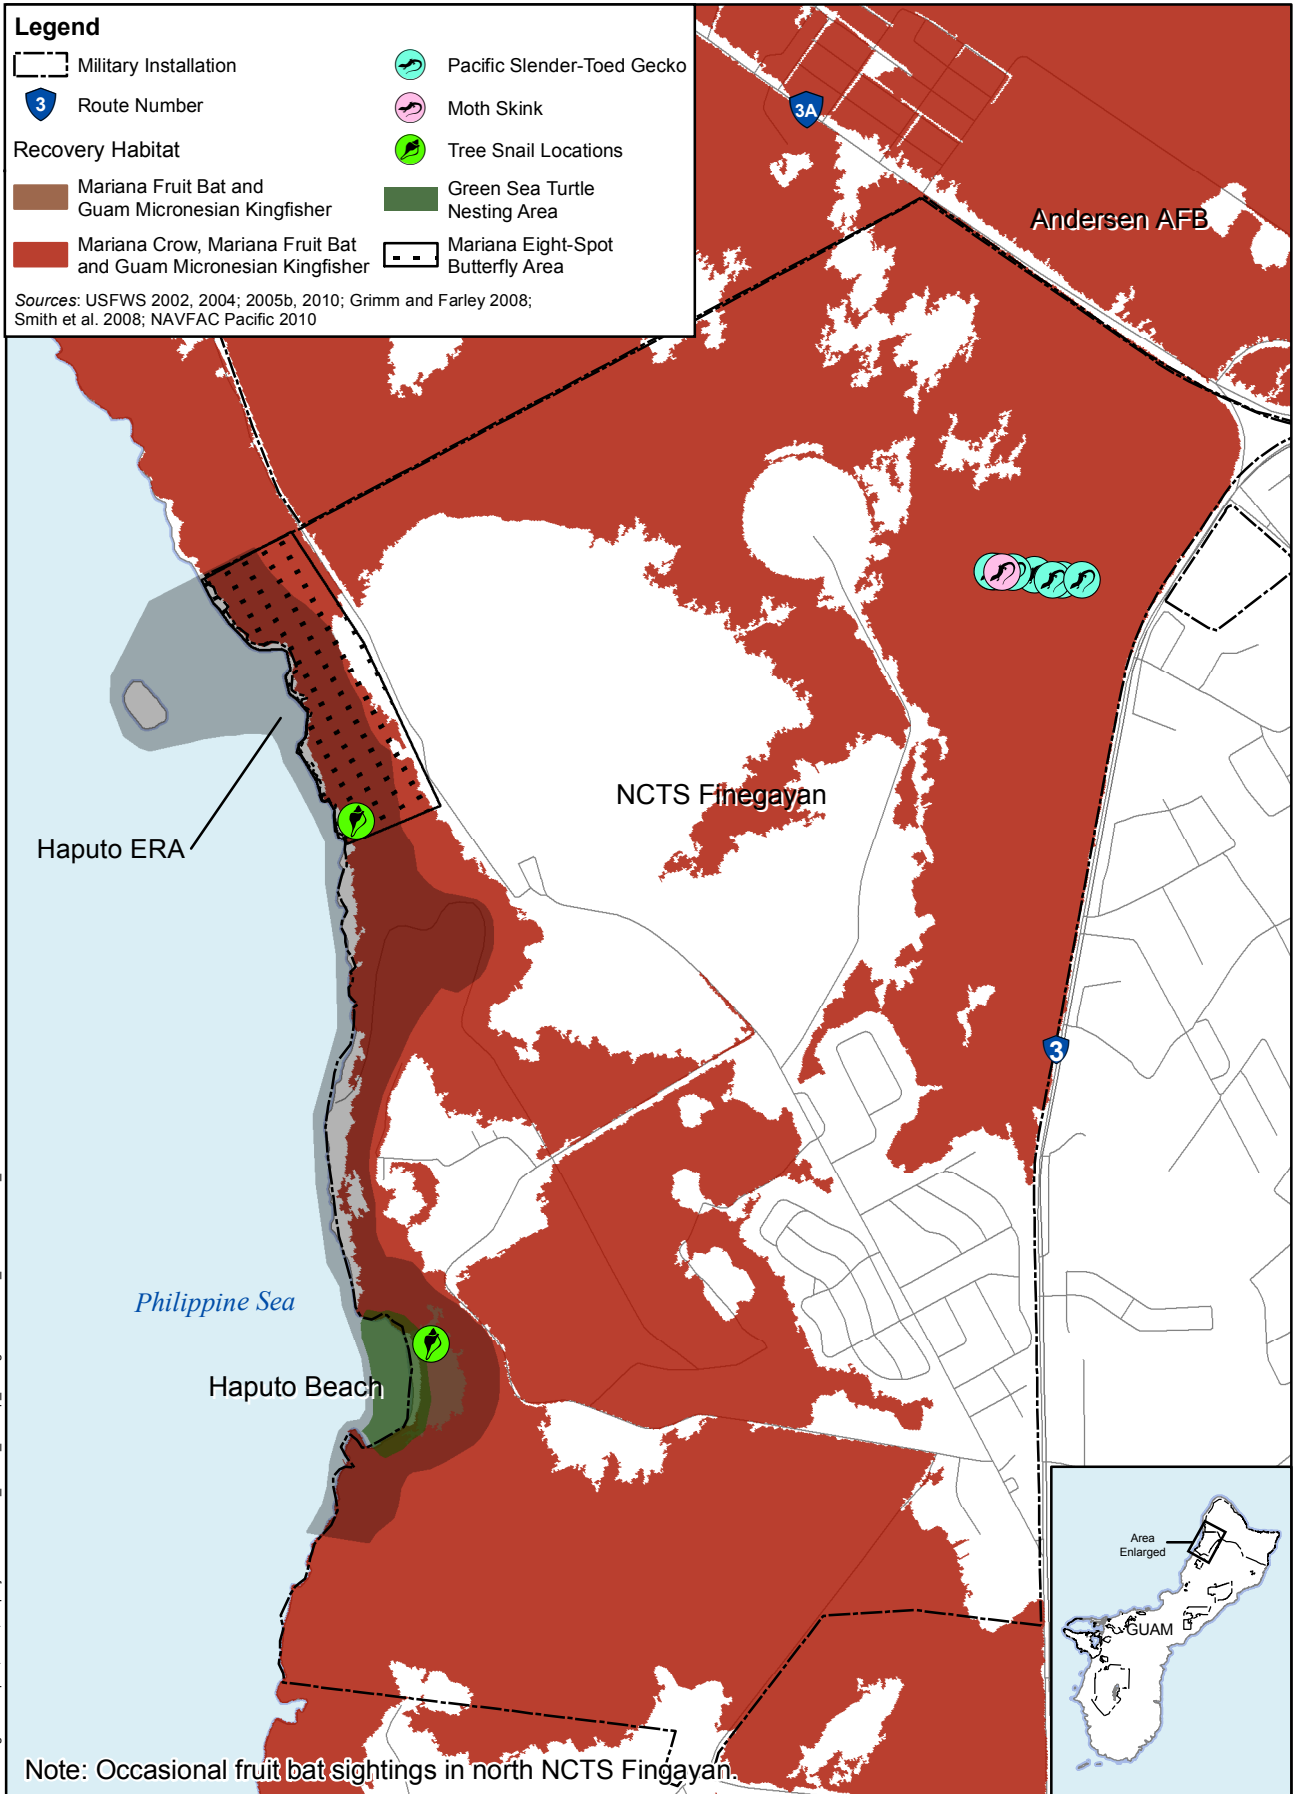 Legend
Military Installation
3
Route Number
Recovery Habitat
Mariana Fruit Bat and
Guam Micronesian Kingfisher
Mariana Crow, Mariana Fruit Bat
and Guam Micronesian Kingfisher
Pacific Slender-Toed Gecko
Moth Skink
Tree Snail Locations
Green Sea Turtle
Nesting Area
Mariana Eight-Spot
Butterfly Area
Sources: USFWS 2002, 2004; 2005b, 2010; Grimm and Farley 2008;
Smith et al. 2008; NAVFAC Pacific 2010
3A
Andersen AFB
NCTS Finegayan
Haputo ERA
3
Philippine Sea
Haputo Beach
Area
Enlarged
GUAM
Note: Occasional fruit bat sightings in north NCTS Fingayan.